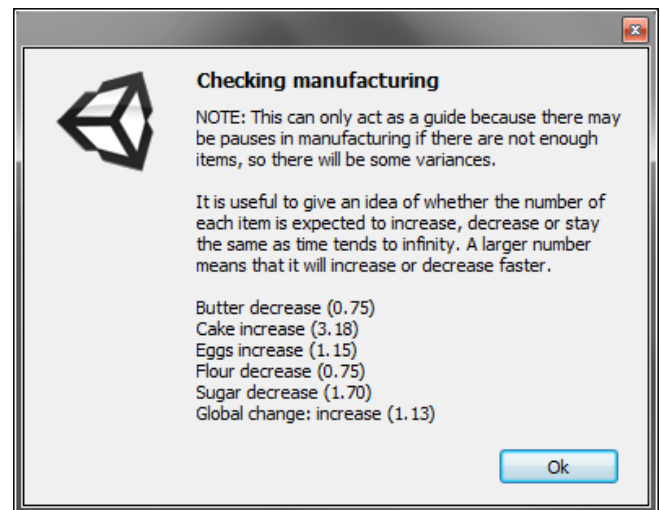 Checking manufacturing
NOTE: This can only act as a guide because there may
be pauses in manufacturing if there are not enough
items, so there will be some variances.
It is useful to give an idea of whether the number of
each item is expected to increase, decrease or stay
the same as time tends to infinity. A larger number
means that it will increase or decrease faster.
Butter decrease (0.75)
Cake increase (3.18)
Eggs increase (1.15)
Flour decrease (0.75)
Sugar decrease (1.70)
Global change: increase (1.13)
Ok